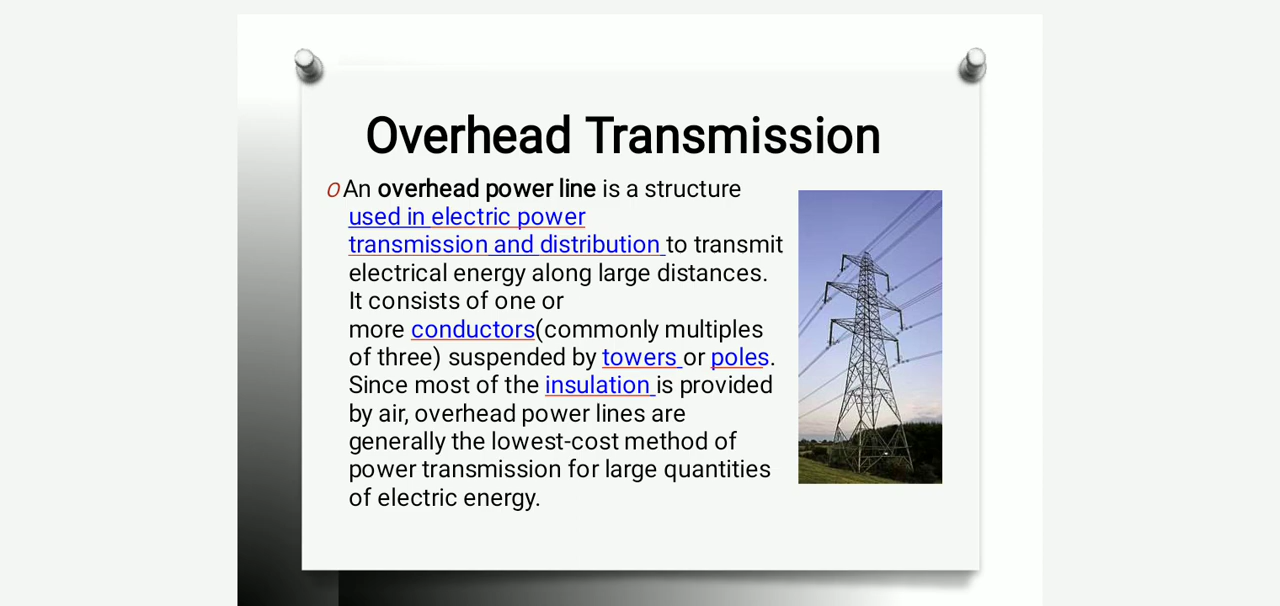 Overhead Transmission
O An overhead power line is a structure
used in electric power
transmission and distribution to transmit
electrical energy along large distances.
It consists of one or
more conductors(commonly multiples
of three) suspended by towers or poles.
Since most of the insulation is provided
by air, overhead power lines are
generally the lowest-cost method of
power transmission for large quantities
of electric energy.